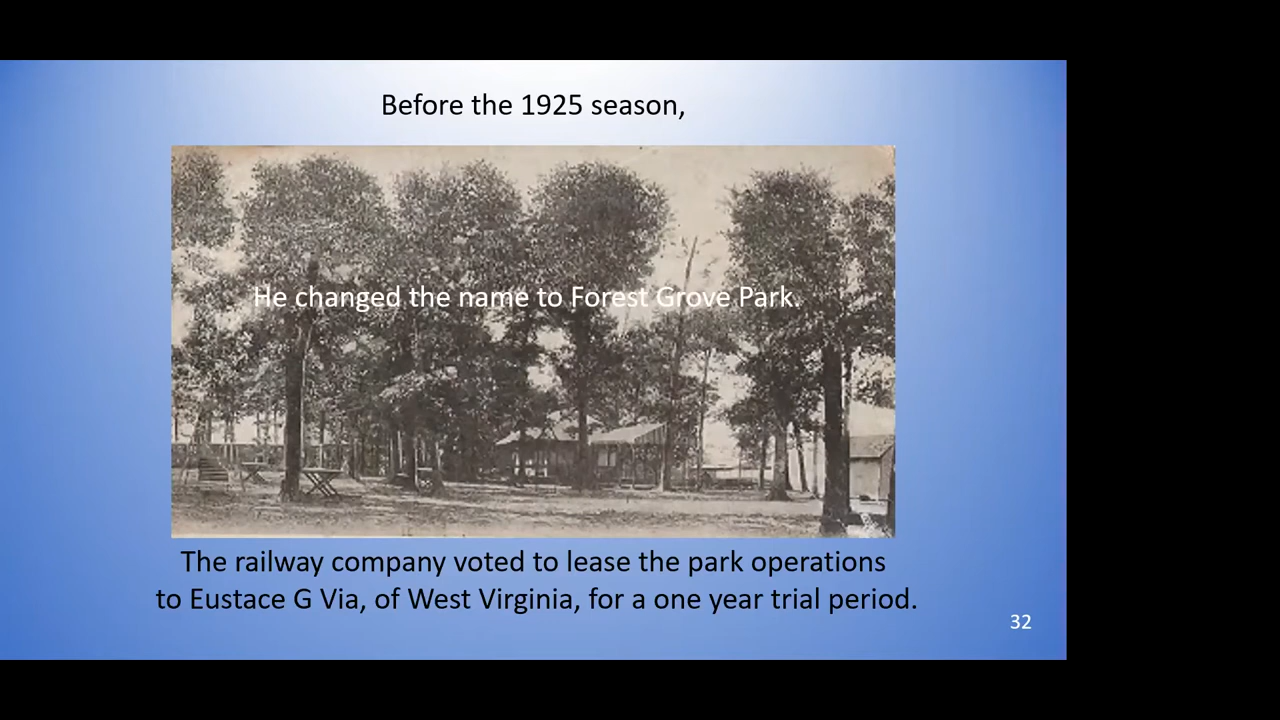 Before the 1925 season,
He changed the name to Forest Grove Park.
The railway company voted to lease the park operations
to Eustace G Via, of West Virginia, for a one year trial period.
32